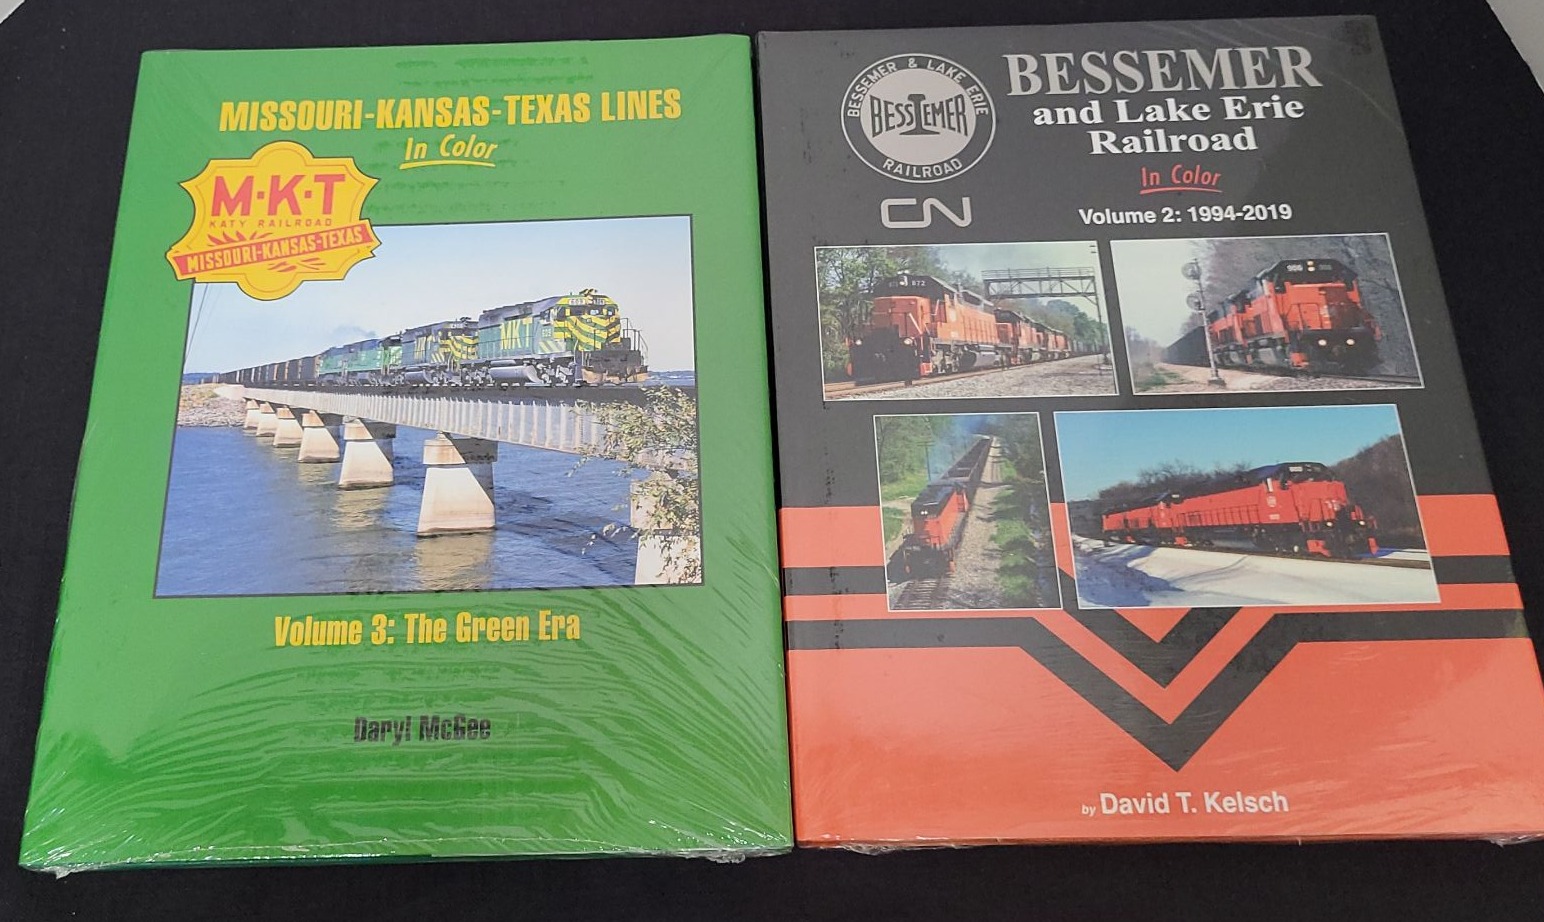 MISSOURI-KANSAS-TEXAS LINES
In Color
M·K·T
KATY RAILROAD
MISSOURI-KANSAS-TEXAS
MKT
Volume 3: The Green Era
Daryl McGee
BESSEMER & LAKE ERIE
BESSEMER
RAILROAD
CN
BESSEMER
and Lake Erie
Railroad
In Color
Volume 2: 1994-2019
872
by David T. Kelsch